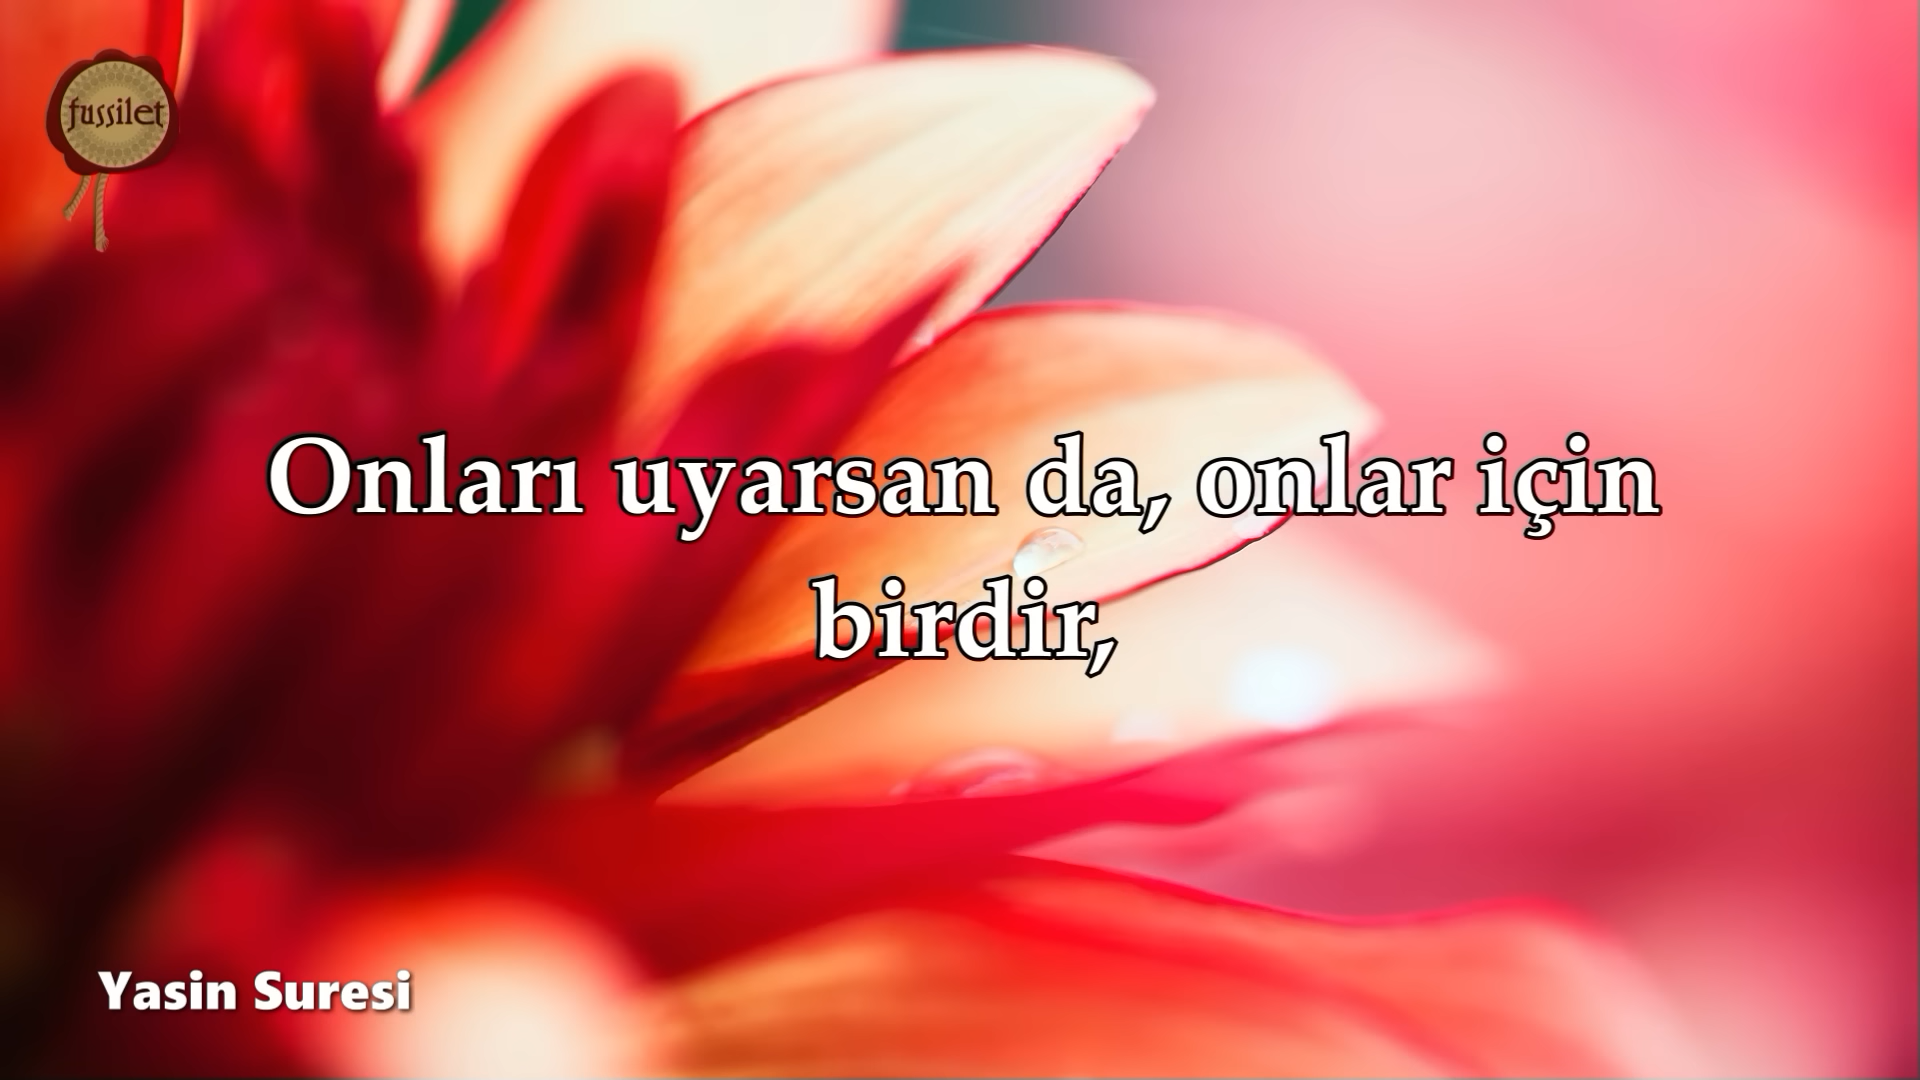 fussilet
Onları uyarsan da, onlar için
birdir,
Yasin Suresi